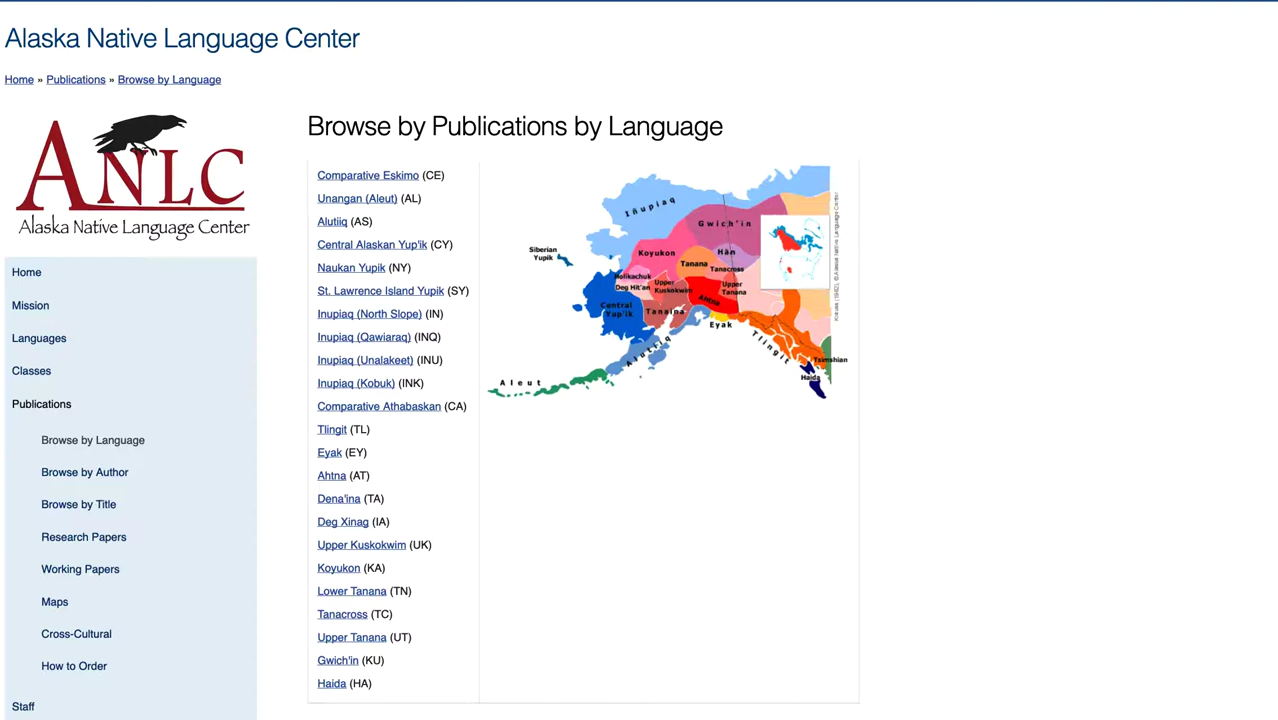 Alaska Native Language Center
Home » Publications » Browse by Language
ANLC
Alaska Native Language Center
Home
Mission
Languages
Classes
Publications
Browse by Language
Browse by Author
Browse by Title
Research Papers
Working Papers
Maps
Cross-Cultural
How to Order
Staff
Browse by Publications by Language
Comparative Eskimo (CE)
Unangan (Aleut) (AL)
Alutiiq (AS)
Central Alaskan Yup'ik (CY)
Naukan Yupik (NY)
St. Lawrence Island Yupik (SY)
Inupiaq (North Slope) (IN)
Inupiaq (Qawiaraq) (INQ)
Inupiaq (Unalakeet) (INU)
Inupiaq (Kobuk) (INK)
Comparative Athabaskan (CA)
Tlingit (TL)
Eyak (EY)
Ahtna (AT)
Dena'ina (TA)
Deg Xinag (IA)
Upper Kuskokwim (UK)
Koyukon (KA)
Lower Tanana (TN)
Tanacross (TC)
Upper Tanana (UT)
Gwich'in (KU)
Haida (HA)
Iñupiaq
Gwich'in
Siberian
Yupik
Koyukon
Hän
Tanana
Tanacross
Holikachuk
Deg Hit'an
Upper
Kuskokwim
Upper
Tanana
Ahtna
Central
Yup'ik
Tanaina
Eyak
Alutiiq
Tlingit
Tsimshian
Haida
Aleut
Krauss (1982), © Alaska Native Language Center